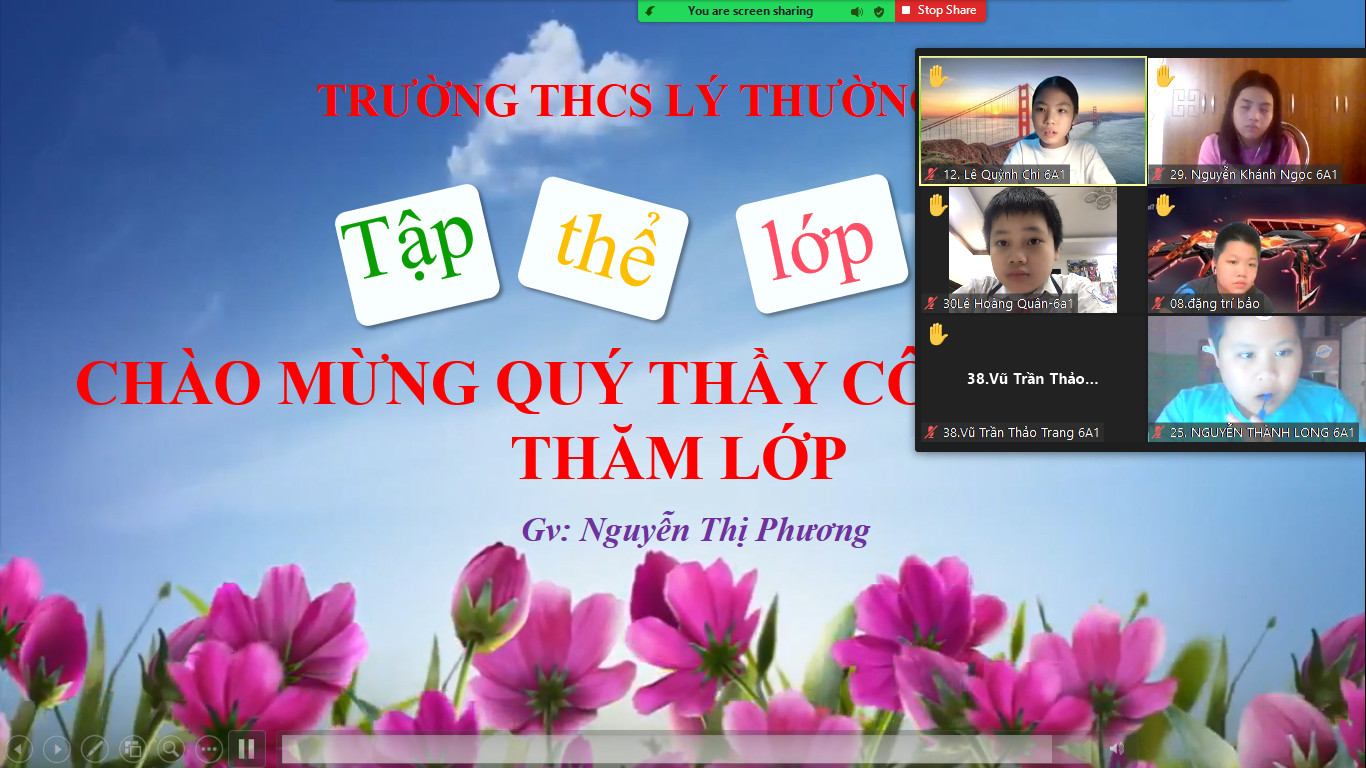 You are screen sharing
Stop Share
TRƯỜNG THCS LÝ THƯỜNG
Tập thể lớp
CHÀO MỪNG QUÝ THẦY CÔ
THĂM LỚP
Gv: Nguyễn Thị Phương
12. Lê Quỳnh Chi 6A1
29. Nguyễn Khánh Ngọc 6A1
30Lê Hoàng Quân-6a1
08.đặng trí bảo
38.Vũ Trần Thảo...
38.Vũ Trần Thảo Trang 6A1
25. NGUYỄN THÀNH LONG 6A1